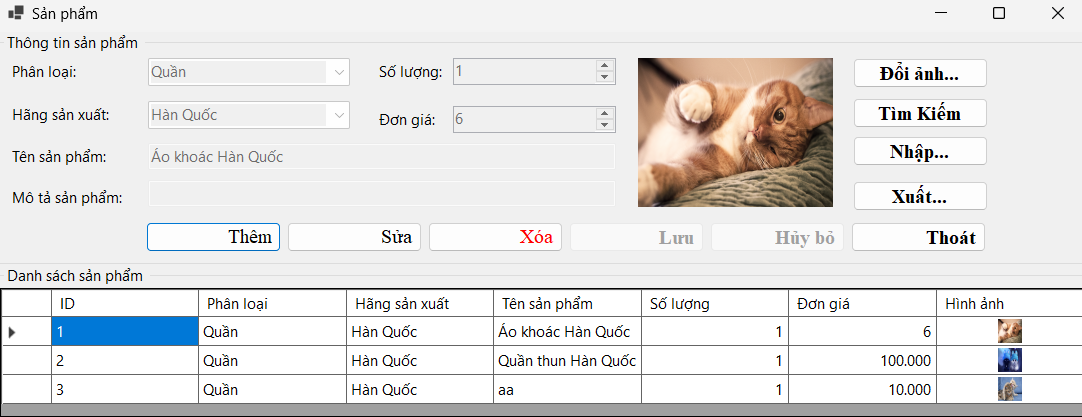 Sản phẩm
Thông tin sản phẩm
Phân loại: Quần Số lượng: 1 Đổi ảnh...
Hãng sản xuất: Hàn Quốc Đơn giá: 6 Tìm Kiếm
Tên sản phẩm: Áo khoác Hàn Quốc Nhập...
Mô tả sản phẩm: Xuất...
Thêm Sửa Xóa Lưu Hủy bỏ Thoát
Danh sách sản phẩm
ID Phân loại Hãng sản xuất Tên sản phẩm Số lượng Đơn giá Hình ảnh
1 Quần Hàn Quốc Áo khoác Hàn Quốc 1 6
2 Quần Hàn Quốc Quần thun Hàn Quốc 1 100.000
3 Quần Hàn Quốc aa 1 10.000